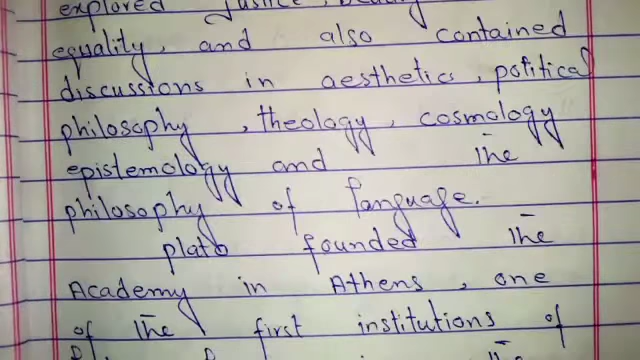 explored justice, beauty
equality, and also contained
discussions in aesthetics, political
philosophy, theology, cosmology
epistemology and the
philosophy of language.
plato founded the
Academy in Athens, one
of the first institutions of